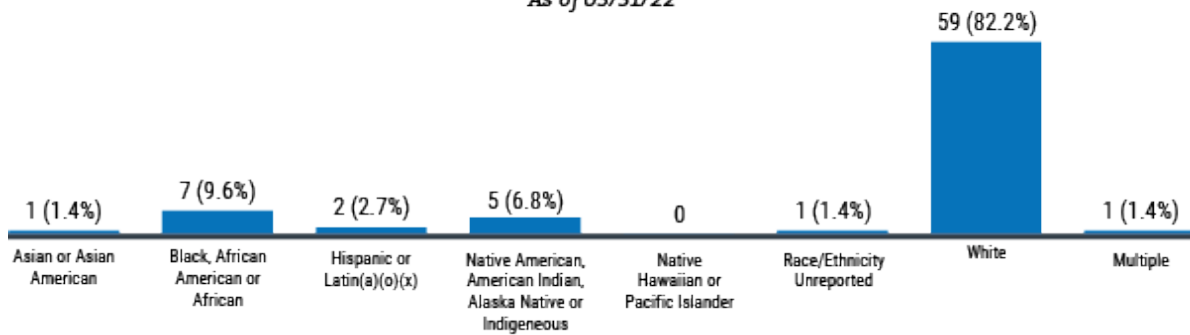 59 (82.2%)
1 (1.4%)
7 (9.6%)
2 (2.7%)
5 (6.8%)
0
1 (1.4%)
1 (1.4%)
Asian or Asian
American
Black, African
American or
African
Hispanic or
Latin(a)(o)(x)
Native American,
American Indian,
Alaska Native or
Indigeneous
Native
Hawaiian or
Pacific Islander
Race/Ethnicity
Unreported
White
Multiple